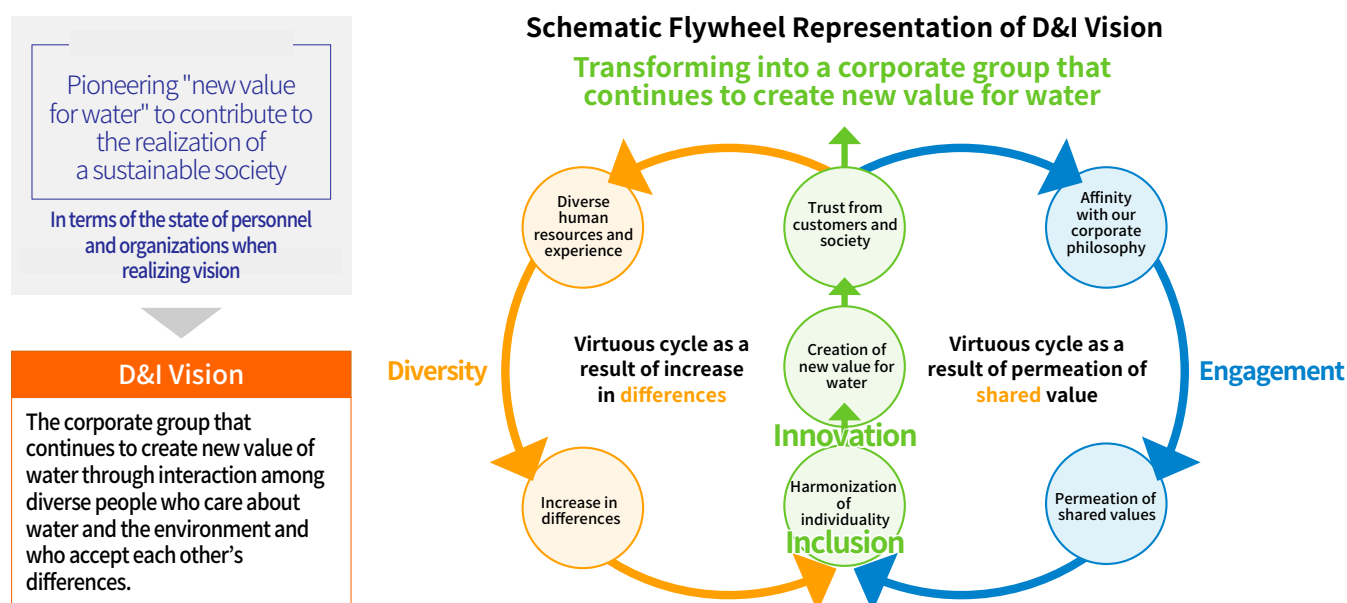 Pioneering "new value
for water" to contribute to
the realization of
a sustainable society
In terms of the state of personnel
and organizations when
realizing vision
D&I Vision
The corporate group that
continues to create new value of
water through interaction among
diverse people who care about
water and the environment and
who accept each other’s
differences.
Schematic Flywheel Representation of D&I Vision
Transforming into a corporate group that
continues to create new value for water
Diverse
human
resources and
experience
Trust from
customers and
society
Affinity
with our
corporate
philosophy
Diversity
Virtuous cycle as a
result of increase
in differences
Creation of
new value for
water
Virtuous cycle as a
result of permeation of
shared value
Engagement
Innovation
Increase in
differences
Harmonization
of
individuality
Inclusion
Permeation of
shared values